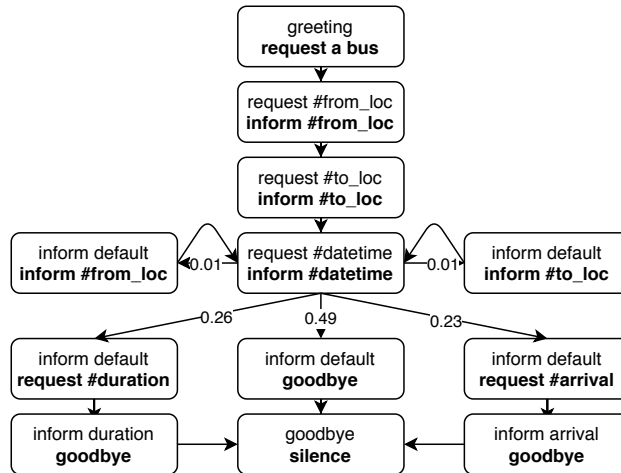 greeting
request a bus
request #from_loc
inform #from_loc
request #to_loc
inform #to_loc
inform default
inform #from_loc
0.01
request #datetime
inform #datetime
0.01
inform default
inform #to_loc
0.26
0.49
0.23
inform default
request #duration
inform default
goodbye
inform default
request #arrival
inform duration
goodbye
goodbye
silence
inform arrival
goodbye